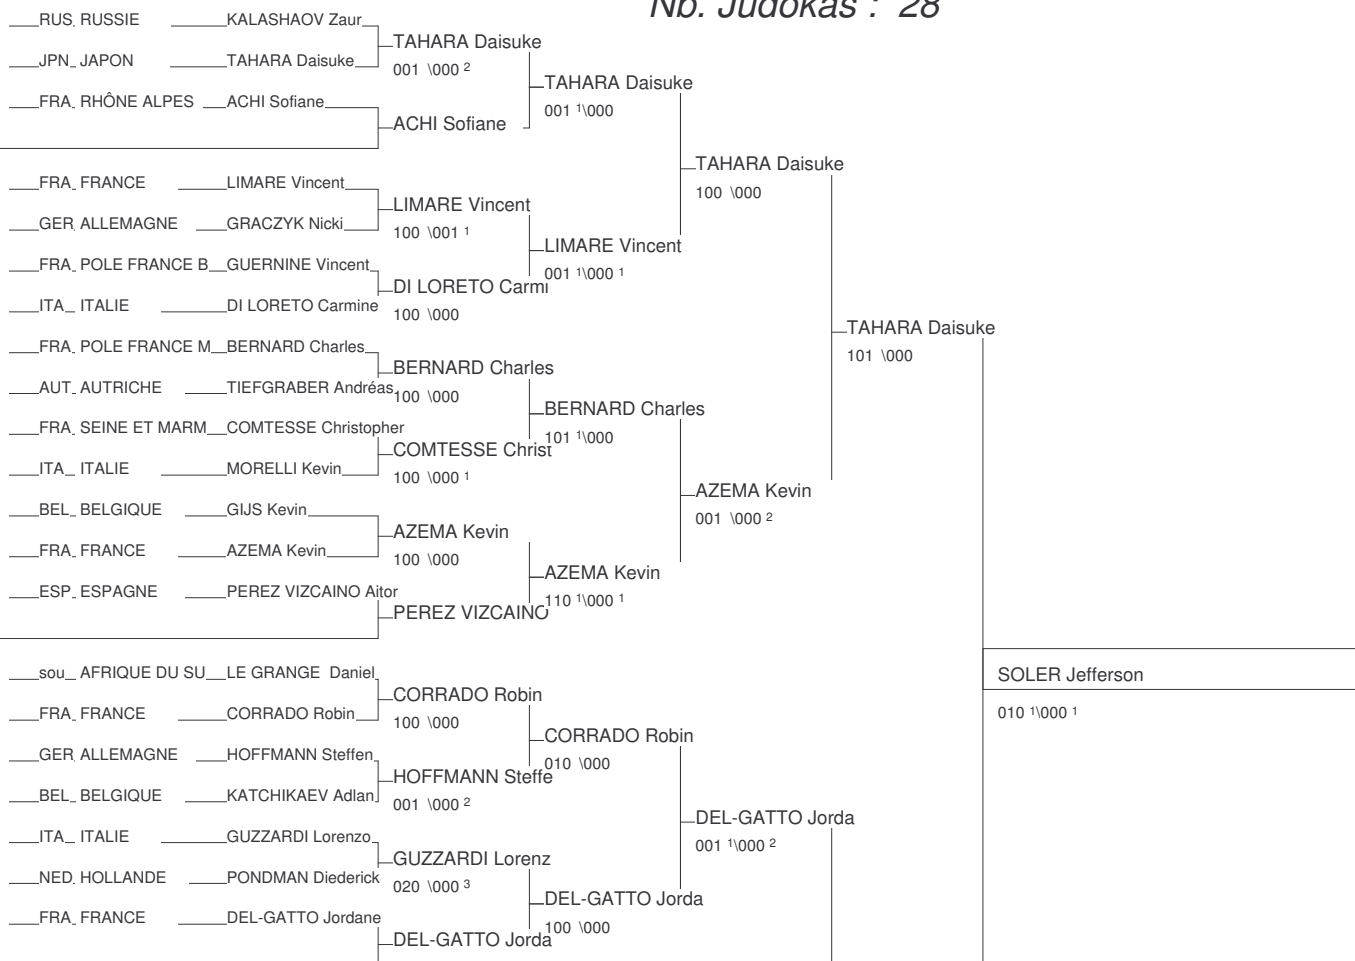 Nb. Judokas : 28
RUS RUSSIE KALASHAOV Zaur
TAHARA Daisuke
JPN JAPON TAHARA Daisuke
001 \000 2
TAHARA Daisuke
FRA RHÔNE ALPES ACHI Sofiane
001 1\000
ACHI Sofiane
TAHARA Daisuke
FRA FRANCE LIMARE Vincent
100 \000
LIMARE Vincent
GER ALLEMAGNE GRACZYK Nicki
100 \001 1
LIMARE Vincent
FRA POLE FRANCE B GUERNINE Vincent
001 1\000 1
DI LORETO Carmi
ITA ITALIE DI LORETO Carmine
100 \000
TAHARA Daisuke
FRA POLE FRANCE M BERNARD Charles
101 \000
BERNARD Charles
AUT AUTRICHE TIEFGRABER Andréas
100 \000
BERNARD Charles
FRA SEINE ET MARM COMTESSE Christopher
101 1\000
COMTESSE Christ
ITA ITALIE MORELLI Kevin
100 \000 1
AZEMA Kevin
BEL BELGIQUE GIJS Kevin
001 \000 2
AZEMA Kevin
FRA FRANCE AZEMA Kevin
100 \000
AZEMA Kevin
ESP ESPAGNE PEREZ VIZCAINO Aitor
110 1\000 1
PEREZ VIZCAINO
sou AFRIQUE DU SU LE GRANGE Daniel
SOLER Jefferson
CORRADO Robin
FRA FRANCE CORRADO Robin
010 1\000 1
100 \000
CORRADO Robin
GER ALLEMAGNE HOFFMANN Steffen
010 \000
HOFFMANN Steffe
BEL BELGIQUE KATCHIKAEV Adlan
001 \000 2
DEL-GATTO Jorda
ITA ITALIE GUZZARDI Lorenzo
001 1\000 2
GUZZARDI Lorenz
NED HOLLANDE PONDMAN Diederick
020 \000 3
DEL-GATTO Jorda
FRA FRANCE DEL-GATTO Jordane
100 \000
DEL-GATTO Jorda